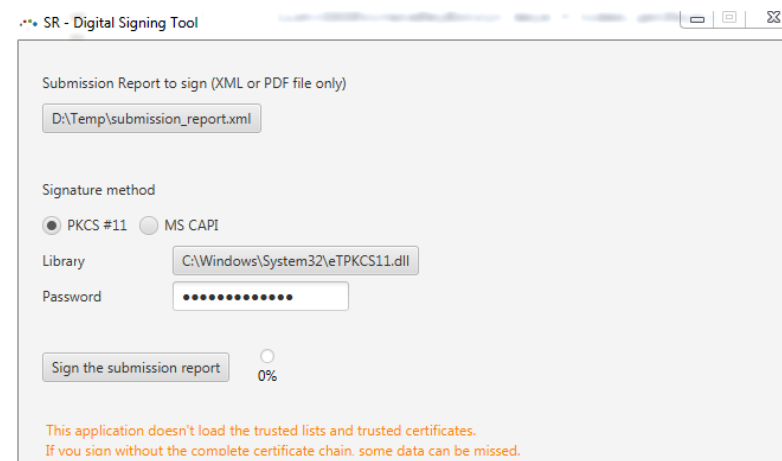 SR - Digital Signing Tool
Submission Report to sign (XML or PDF file only)
D:\Temp\submission_report.xml
Signature method
PKCS #11 MS CAPI
Library C:\Windows\System32\eTPKCS11.dll
Password ●●●●●●●●●●●●●
Sign the submission report
0%
This application doesn't load the trusted lists and trusted certificates.
If you sign without the complete certificate chain, some data can be missed.